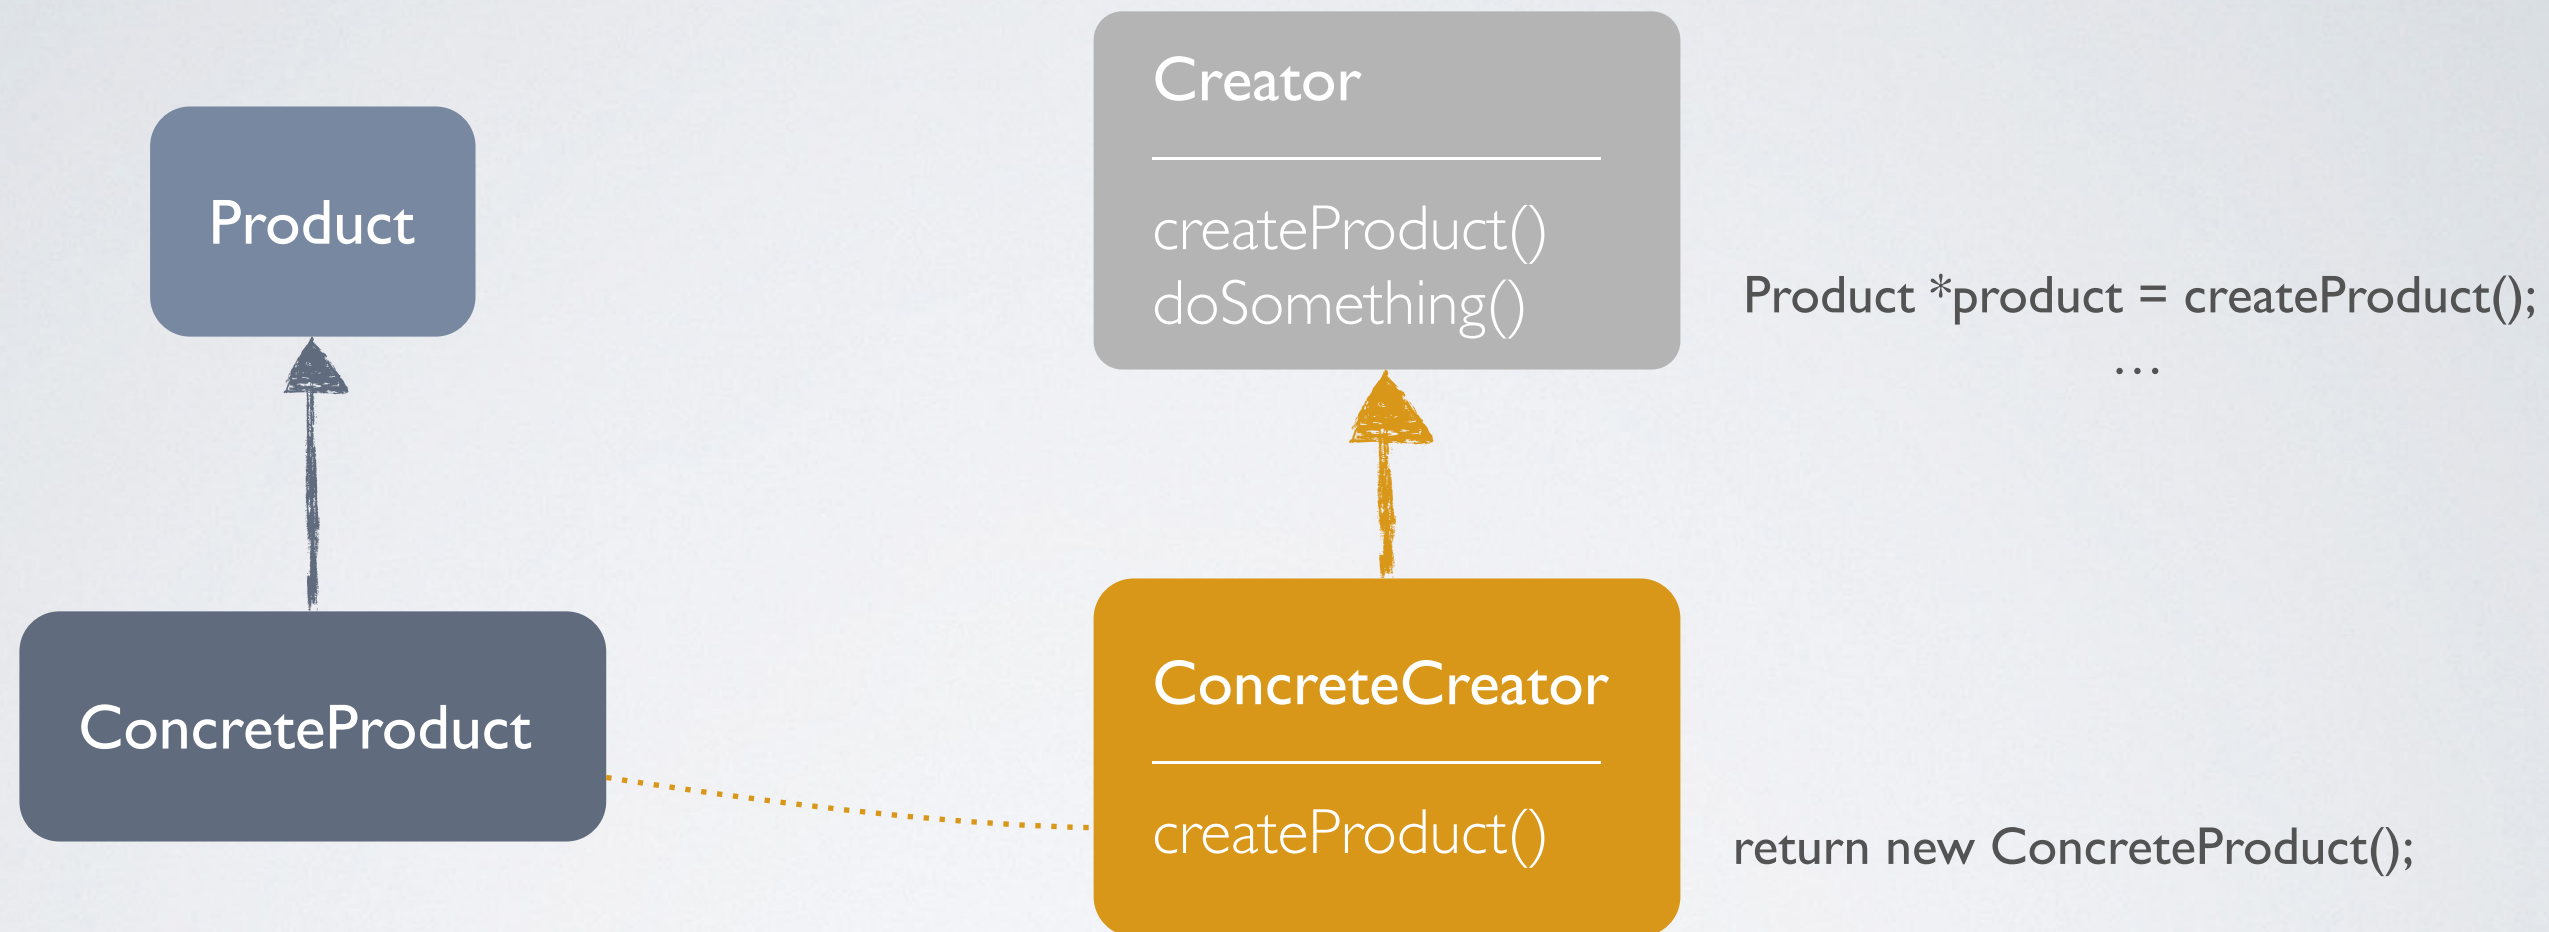 Product
ConcreteProduct
Creator
createProduct()
doSomething()
Product *product = createProduct();
…
ConcreteCreator
createProduct()
return new ConcreteProduct();